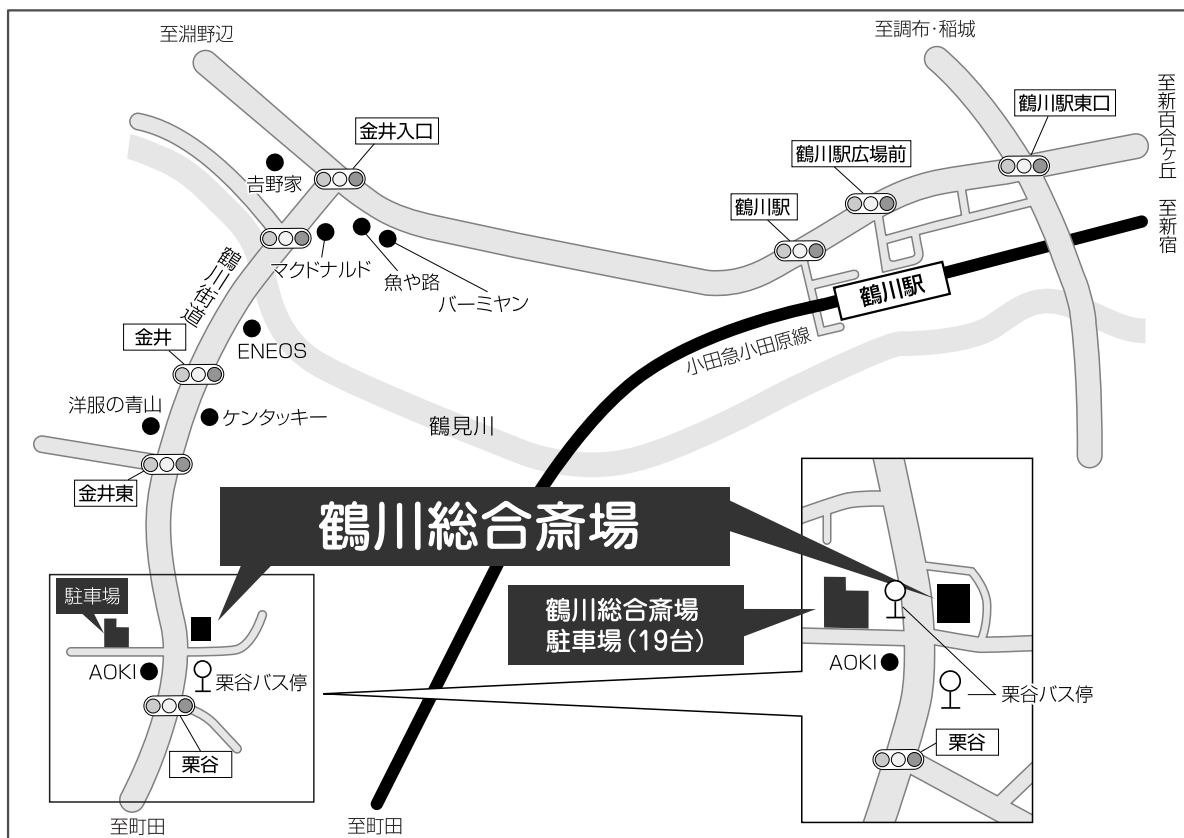 至淵野辺
至調布・稲城
至新百合ヶ丘
至新宿
鶴川駅東口
金井入口
鶴川駅広場前
鶴川駅
吉野家
マクドナルド
魚や路
バーミヤン
鶴川街道
鶴川駅
小田急小田原線
金井
ENEOS
洋服の青山
ケンタッキー
鶴見川
金井東
鶴川総合斎場
駐車場
鶴川総合斎場
駐車場(19台)
AOKI
栗谷バス停
栗谷
AOKI
栗谷バス停
栗谷
至町田
至町田